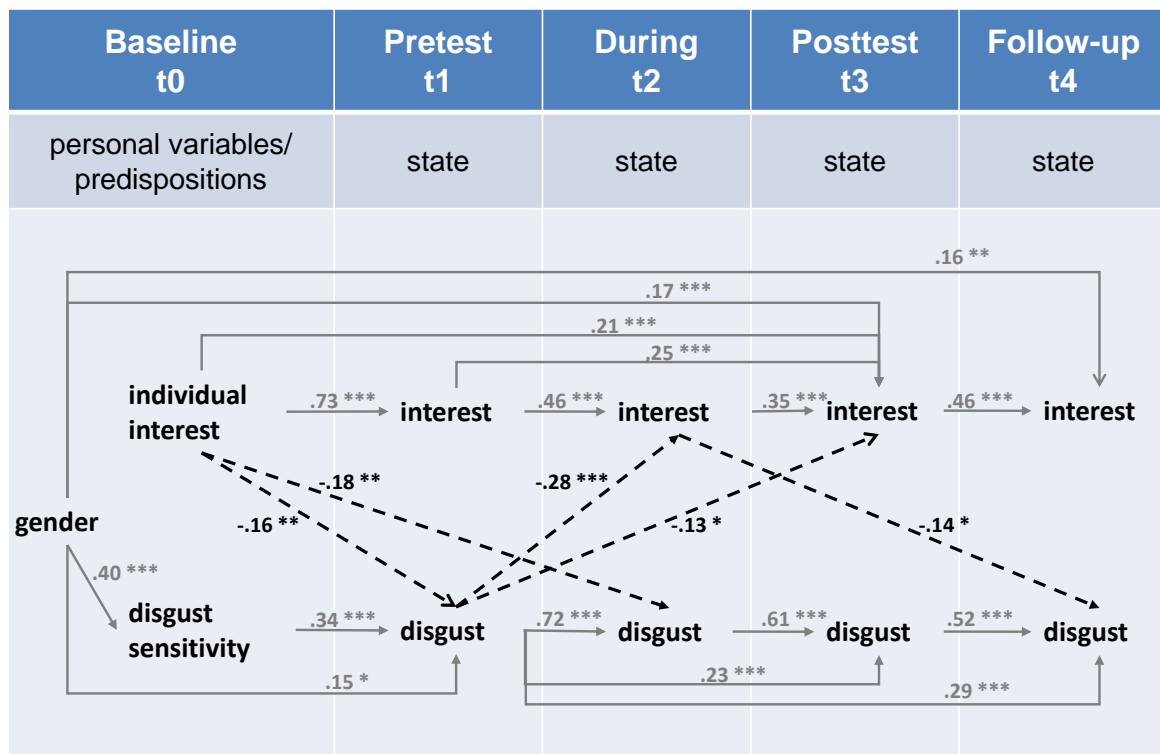 Baseline
t0
Pretest
t1
During
t2
Posttest
t3
Follow-up
t4
personal variables/
predispositions
state
state
state
state
.16 **
.17 ***
.21 ***
,25 ***
individual
interest
.73 ***
interest
.46 ***
interest
.35 ***
interest
.46 ***
interest
-.18 **
-.28 ***
-.16 **
-.13 *
-.14 *
gender
.40 ***
disgust
sensitivity
.34 ***
disgust
.72 ***
disgust
.61 ***
disgust
.52 ***
disgust
.15 *
.23 ***
.29 ***